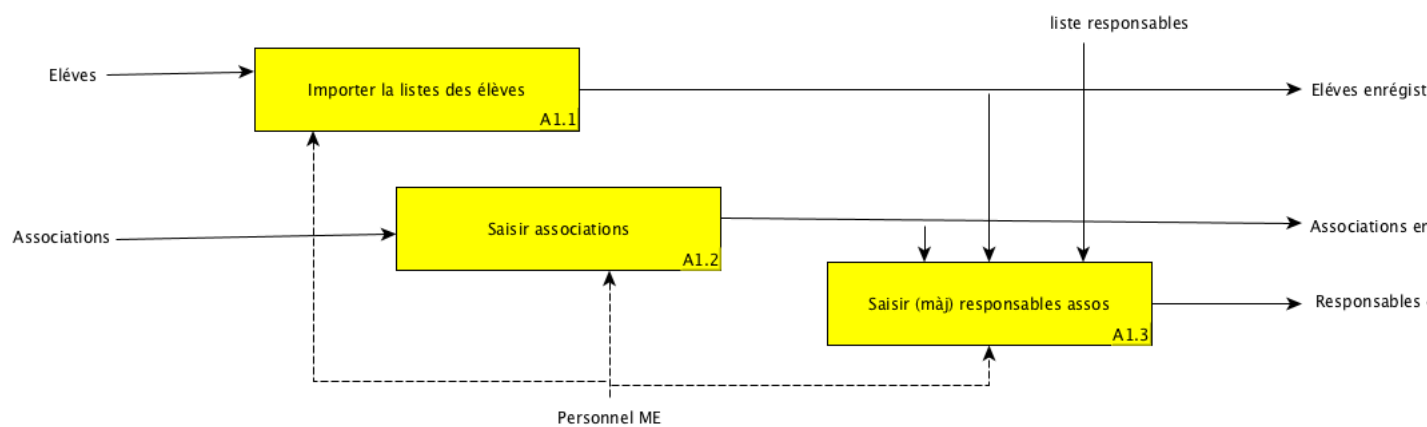 liste responsables
Eléves
Importer la listes des élèves
A1.1
Eléves enrégist
Saisir associations
A1.2
Associations
Associations en
Saisir (màj) responsables assos
A1.3
Responsables
Personnel ME